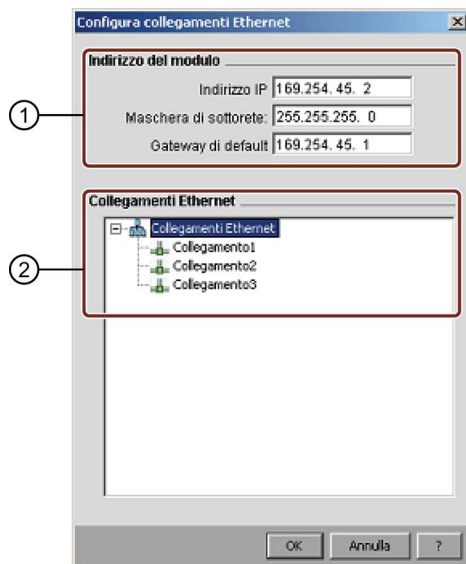 Configura collegamenti Ethernet
Indirizzo del modulo
Indirizzo IP 169.254. 45. 2
Maschera di sottorete: 255.255.255. 0
Gateway di default 169.254. 45. 1
1
Collegamenti Ethernet
Collegamenti Ethernet
Collegamento1
2
Collegamento2
Collegamento3
OK Annulla ?